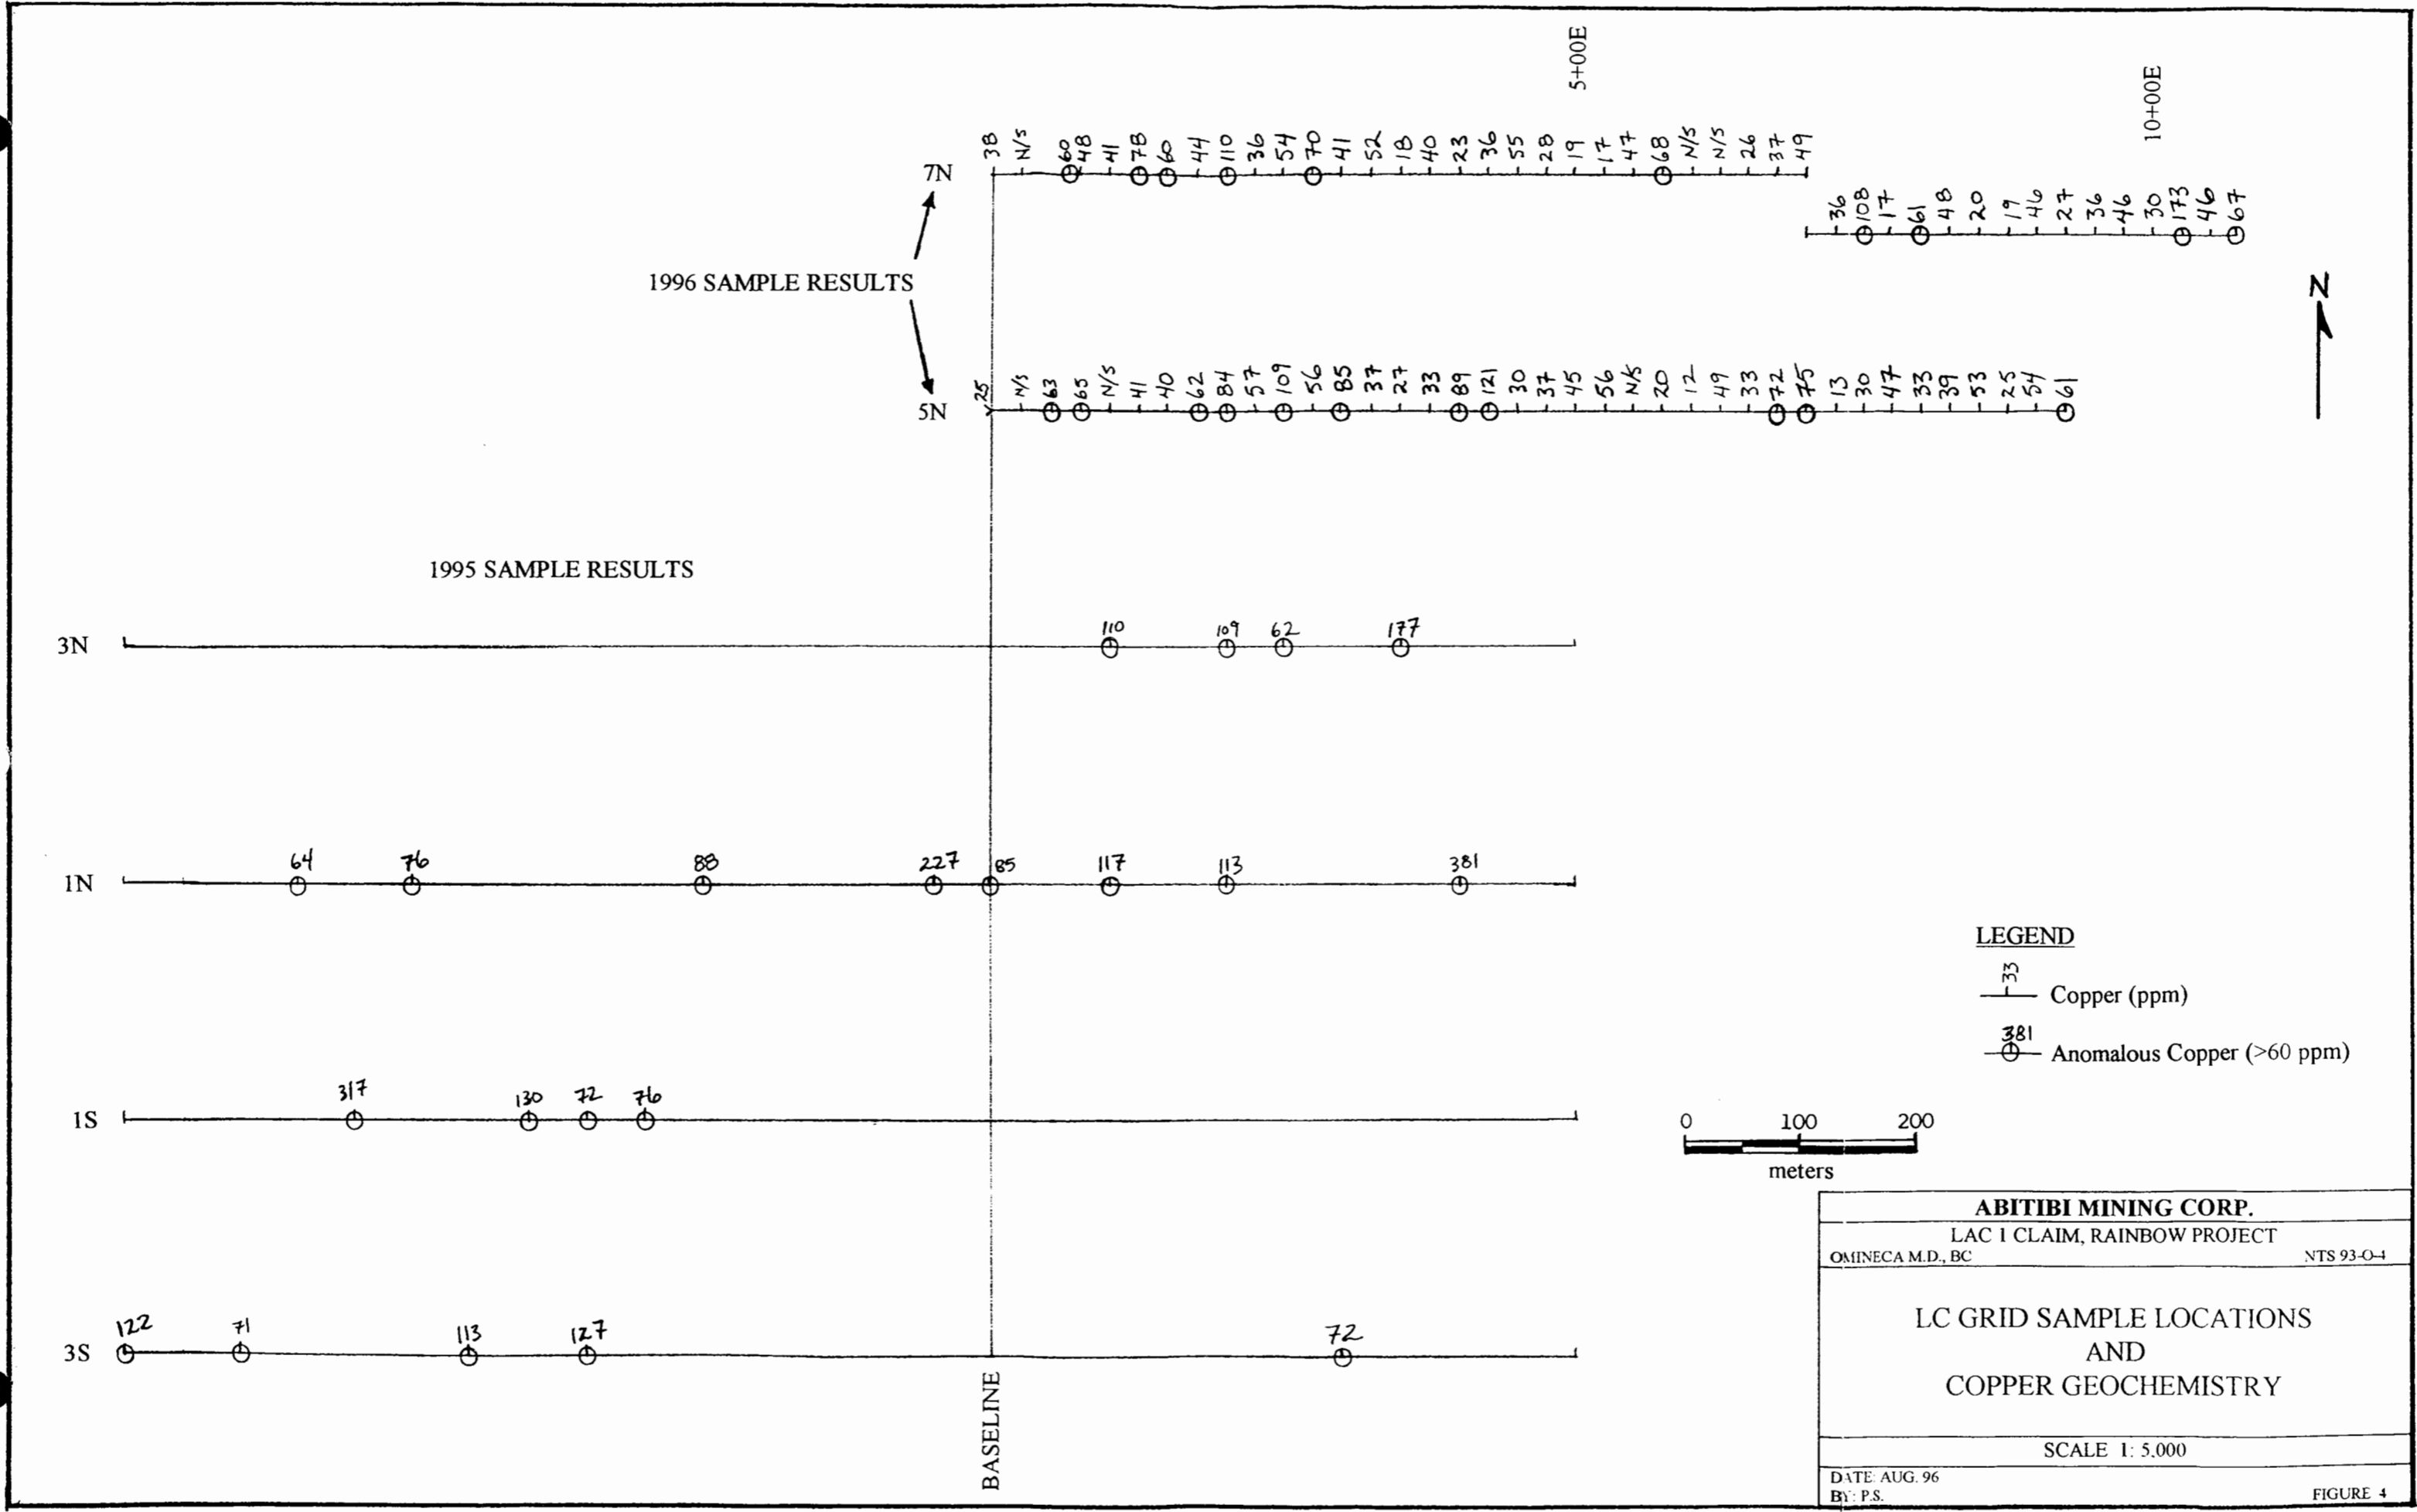 5+00E
10+00E
7N
38 N/S 60 48 41 78 60 44 110 36 54 70 41 52 18 40 23 36 55 28 19 17 47 68 N/S N/S 26 37 49
36 108 17 61 48 20 19 46 27 36 46 30 173 46 67
1996 SAMPLE RESULTS
N
5N
25 N/S 63 65 N/S 41 40 62 84 57 109 56 85 37 27 33 89 121 30 37 45 56 N/S 20 12 49 33 72 75 13 30 47 33 39 53 25 54 61
1995 SAMPLE RESULTS
3N
110 109 62 177
1N
64 76 88 227 85 117 113 381
LEGEND
33 Copper (ppm)
381 Anomalous Copper (>60 ppm)
1S
317 130 72 76
0 100 200
meters
3S
122 71 113 127 72
BASELINE
ABITIBI MINING CORP.
LAC 1 CLAIM, RAINBOW PROJECT
OMINECA M.D., BC NTS 93-O-4
LC GRID SAMPLE LOCATIONS
AND
COPPER GEOCHEMISTRY
SCALE 1: 5,000
DATE: AUG. 96
BY: P.S. FIGURE 4